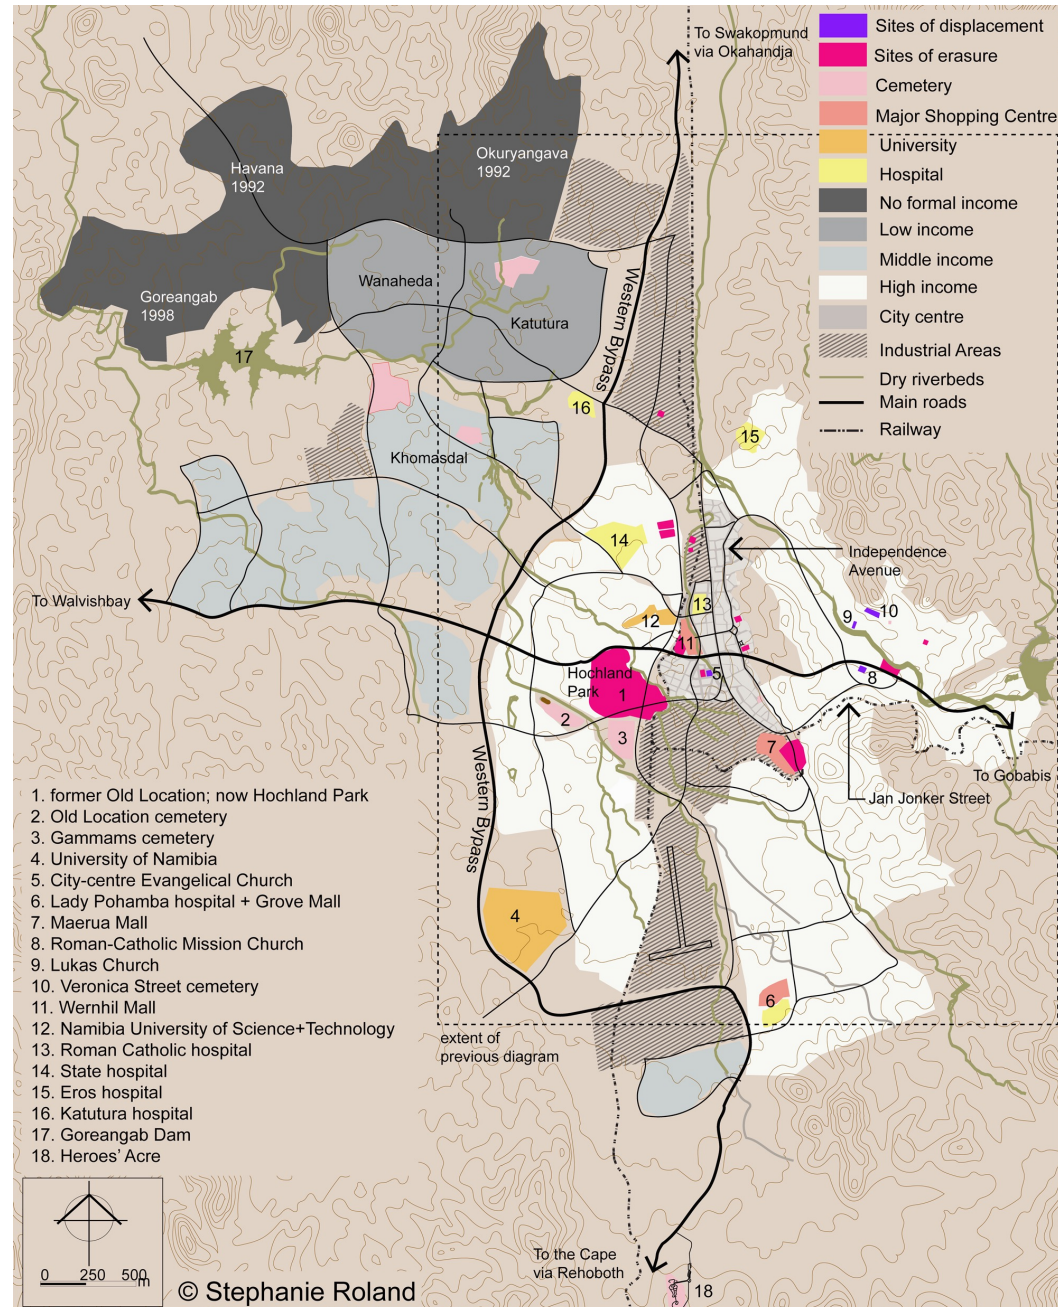 To Swakopmund
via Okahandja
Sites of displacement
Sites of erasure
Cemetery
Major Shopping Centre
University
Hospital
No formal income
Low income
Middle income
High income
City centre
Industrial Areas
Dry riverbeds
Main roads
Railway
Havana
1992
Okuryangava
1992
Goreangab
1998
Wanaheda
Katutura
Western Bypass
17
16
15
Khomasdal
14
Independence
Avenue
To Walvishbay
13
12
11
10
9
8
5
Hochland
Park
1
2
3
7
To Gobabis
Jan Jonker Street
Western Bypass
4
6
extent of
previous diagram
1. former Old Location; now Hochland Park
2. Old Location cemetery
3. Gammams cemetery
4. University of Namibia
5. City-centre Evangelical Church
6. Lady Pohamba hospital + Grove Mall
7. Maerua Mall
8. Roman-Catholic Mission Church
9. Lukas Church
10. Veronica Street cemetery
11. Wernhil Mall
12. Namibia University of Science+Technology
13. Roman Catholic hospital
14. State hospital
15. Eros hospital
16. Katutura hospital
17. Goreangab Dam
18. Heroes' Acre
0 250 500 m
© Stephanie Roland
To the Cape
via Rehoboth
18